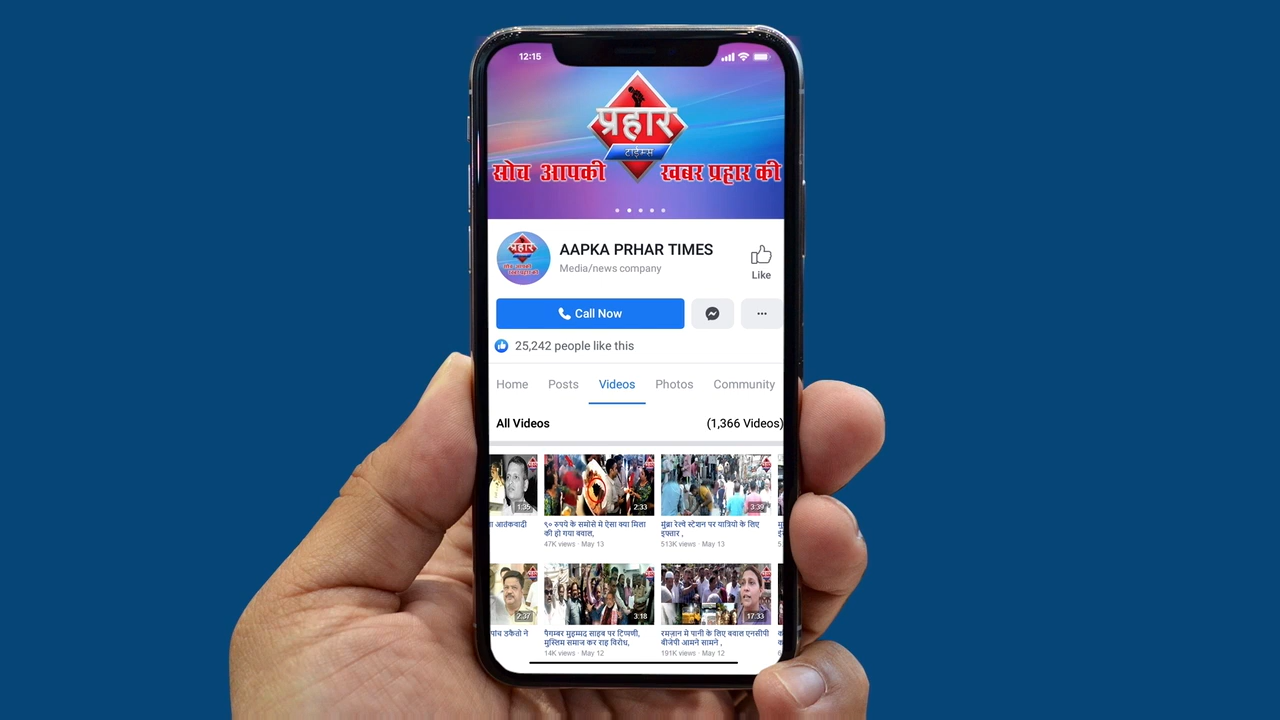 12:15
प्रहार
टाईम्स
सोच आपकी खबर प्रहार की
प्रहार
AAPKA PRHAR TIMES
Media/news company
Like
Call Now
25,242 people like this
Home Posts Videos Photos Community
All Videos (1,366 Videos)
1:35 2:33 3:39
आतंकवादी
९० रुपये के समोसे मे ऐसा क्या मिला
की हो गया बवाल,
47K views · May 13
मुंब्रा रेल्वे स्टेशन पर यात्रियो के लिए
इफ्तार ,
513K views · May 13
2:37 3:18 17:33
पांच डकैतो ने
पैगम्बर मुहम्मद साहब पर टिप्पणी,
मुस्लिम समाज कर राह विरोध,
14K views · May 12
रमज़ान मे पानी के लिए बवाल एनसीपी
बीजेपी आमने सामने ,
191K views · May 12